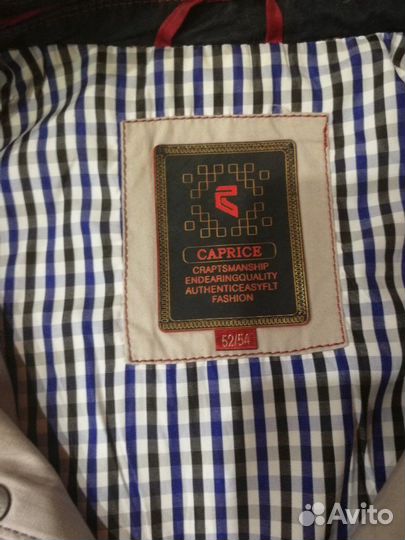 CAPRICE
CRAPTSMANSHIP
ENDEARINGQUALITY
AUTHENTICEASYFLT
FASHION
52/54
Avito